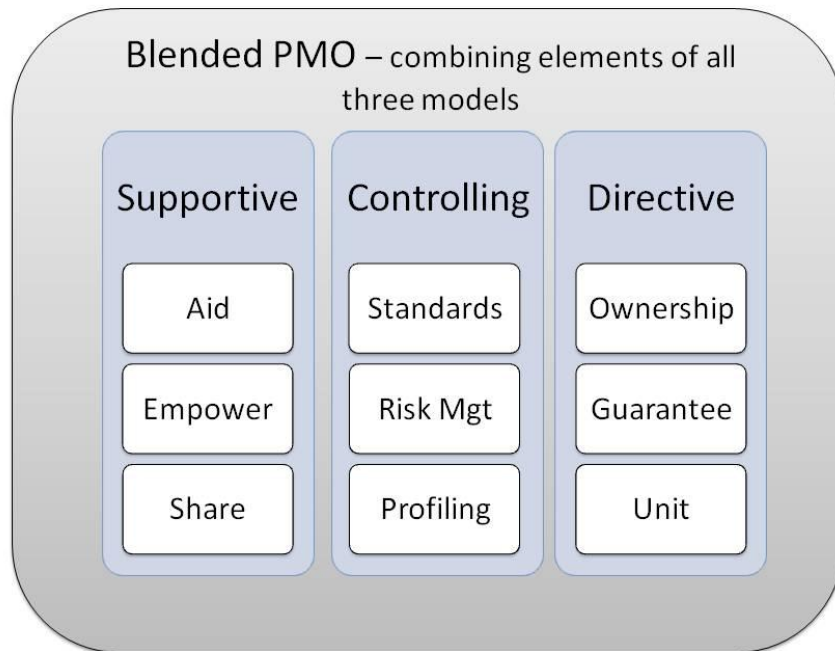 Blended PMO – combining elements of all
three models
Supportive
Aid
Empower
Share
Controlling
Standards
Risk Mgt
Profiling
Directive
Ownership
Guarantee
Unit